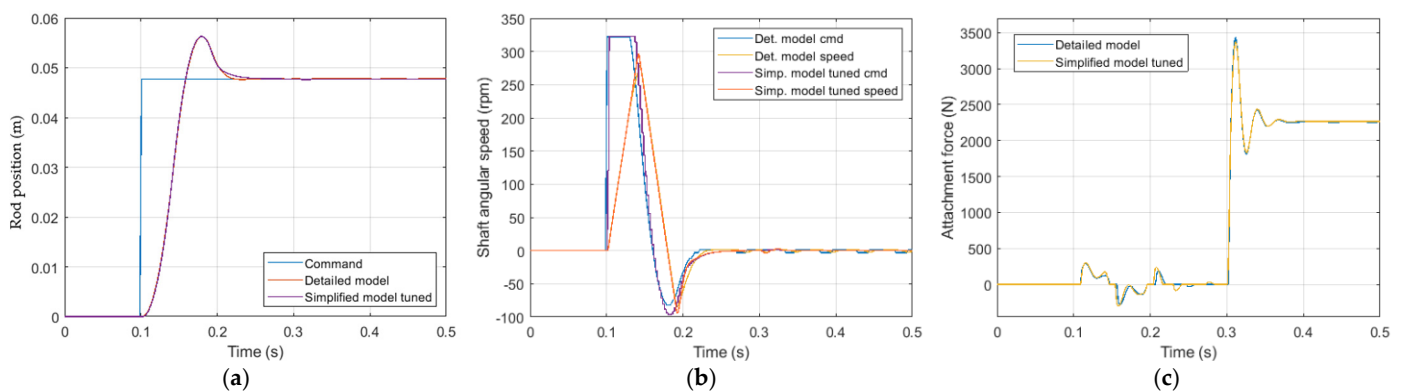 0.06
0.05
0.04
0.03
0.02
0.01
0
Rod position (m)
Command
Detailed model
Simplified model tuned
0 0.1 0.2 0.3 0.4 0.5
Time (s)
(a)
350
300
250
200
150
100
50
0
-50
-100
Shaft angular speed (rpm)
Det. model cmd
Det. model speed
Simp. model tuned cmd
Simp. model tuned speed
0 0.1 0.2 0.3 0.4 0.5
Time (s)
(b)
3500
3000
2500
2000
1500
1000
500
0
Attachment force (N)
Detailed model
Simplified model tuned
0 0.1 0.2 0.3 0.4 0.5
Time (s)
(c)